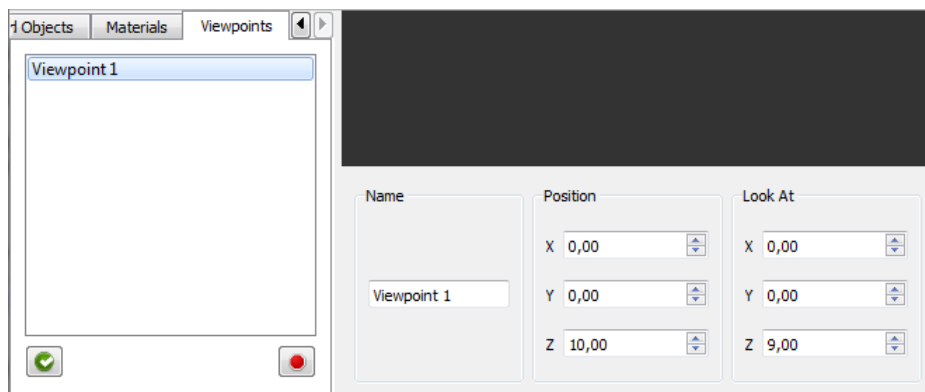 Objects
Materials
Viewpoints
Viewpoint 1
Name
Viewpoint 1
Position
X 0,00
Y 0,00
Z 10,00
Look At
X 0,00
Y 0,00
Z 9,00